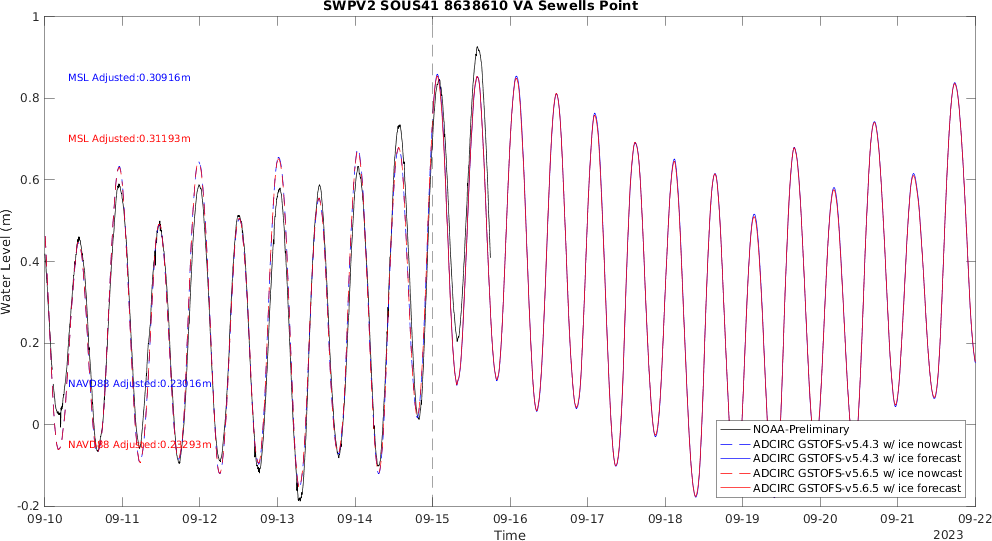 SWPV2 SOUS41 8638610 VA Sewells Point
1
0.8
0.6
0.4
0.2
0
-0.2
Water Level (m)
MSL Adjusted:0.30916m
MSL Adjusted:0.31193m
NAVD88 Adjusted:0.23016m
NAVD88 Adjusted:0.23293m
NOAA-Preliminary
ADCIRC GSTOFS-v5.4.3 w/ ice nowcast
ADCIRC GSTOFS-v5.4.3 w/ ice forecast
ADCIRC GSTOFS-v5.6.5 w/ ice nowcast
ADCIRC GSTOFS-v5.6.5 w/ ice forecast
09-10 09-11 09-12 09-13 09-14 09-15 09-16 09-17 09-18 09-19 09-20 09-21 09-22
Time
2023